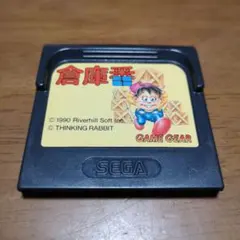 倉庫番
© 1990 Riverhill Soft Inc.
© THINKING RABBIT
GAME GEAR
SEGA